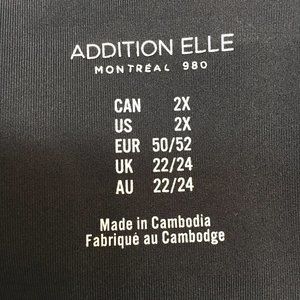 ADDITION ELLE
MONTRÉAL 980
CAN 2X
US 2X
EUR 50/52
UK 22/24
AU 22/24
Made in Cambodia
Fabriqué au Cambodge